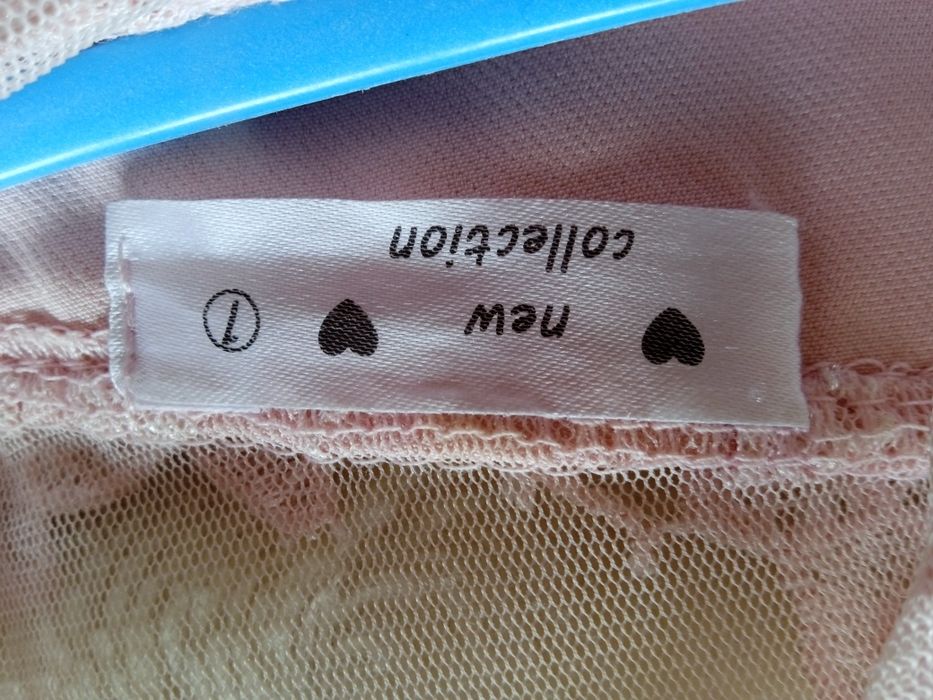 ♥ new ♥ ①
collection